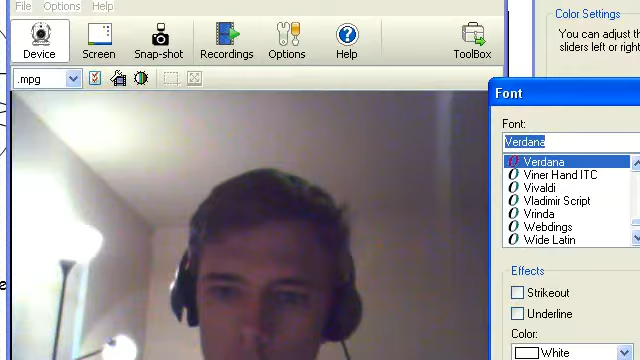 File Options Help
Device Screen Snap-shot Recordings Options Help ToolBox
.mpg
Color Settings
You can adjust the
sliders left or right
Font
Font:
Verdana
Verdana
Viner Hand ITC
Vivaldi
Vladimir Script
Vrinda
Webdings
Wide Latin
Effects
Strikeout
Underline
Color:
White